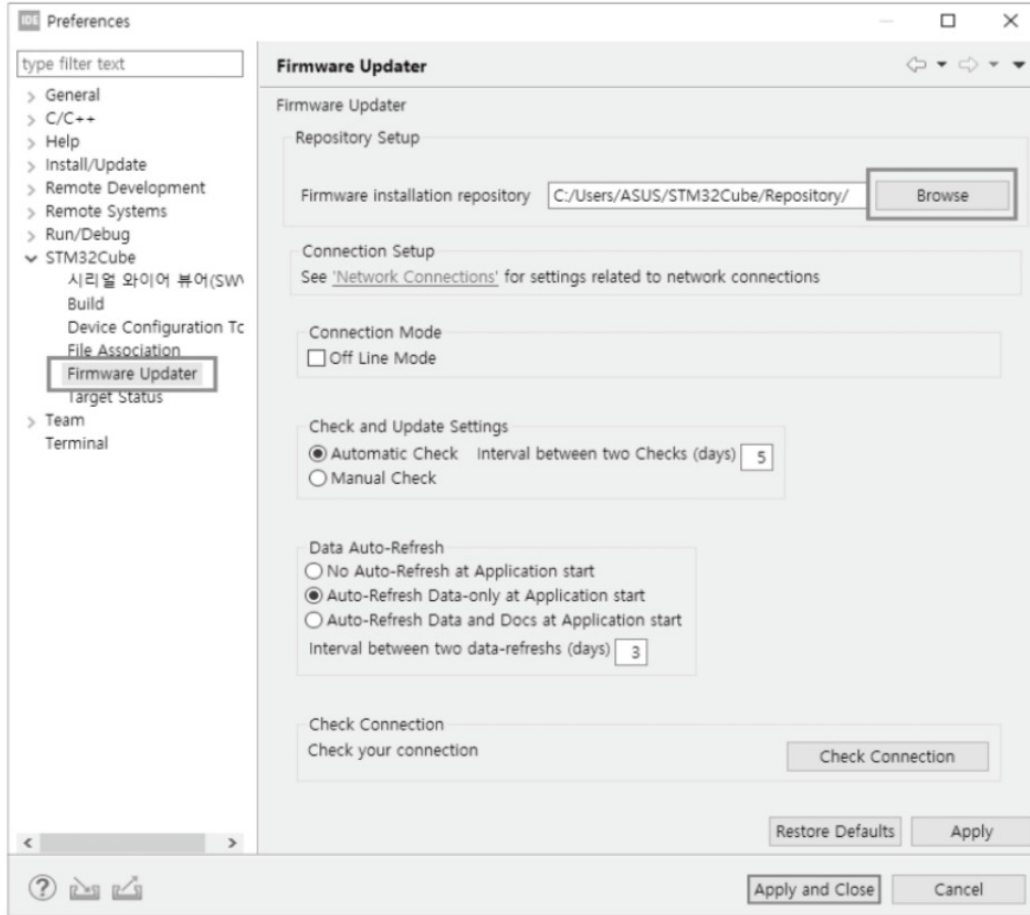 IDE Preferences
type filter text
General
C/C++
Help
Install/Update
Remote Development
Remote Systems
Run/Debug
STM32Cube
시리얼 와이어 뷰어(SWV
Build
Device Configuration Tc
File Association
Firmware Updater
Target Status
Team
Terminal
Firmware Updater
Firmware Updater
Repository Setup
Firmware installation repository C:/Users/ASUS/STM32Cube/Repository/ Browse
Connection Setup
See 'Network Connections' for settings related to network connections
Connection Mode
Off Line Mode
Check and Update Settings
Automatic Check Interval between two Checks (days) 5
Manual Check
Data Auto-Refresh
No Auto-Refresh at Application start
Auto-Refresh Data-only at Application start
Auto-Refresh Data and Docs at Application start
Interval between two data-refreshs (days) 3
Check Connection
Check your connection Check Connection
Restore Defaults Apply
? Apply and Close Cancel